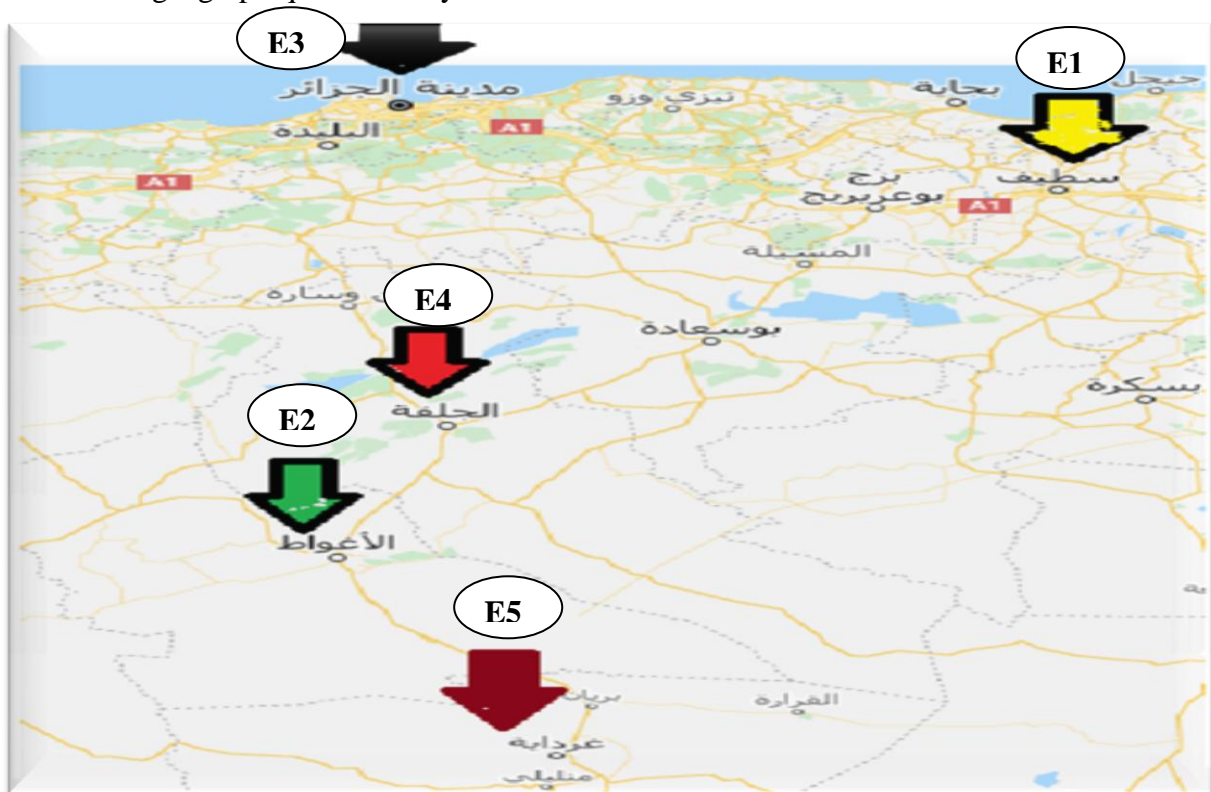 E3
E1
مدينة الجزائر
تيزي وزو
بجاية
جيجل
البليدة
A1
A1
سطيف
برج
بوعريريج
A1
المسيلة
E4
وسارة
بوسعادة
بسكرة
الجلفة
E2
الأغواط
E5
بريان
القرارة
غرداية
متليلي